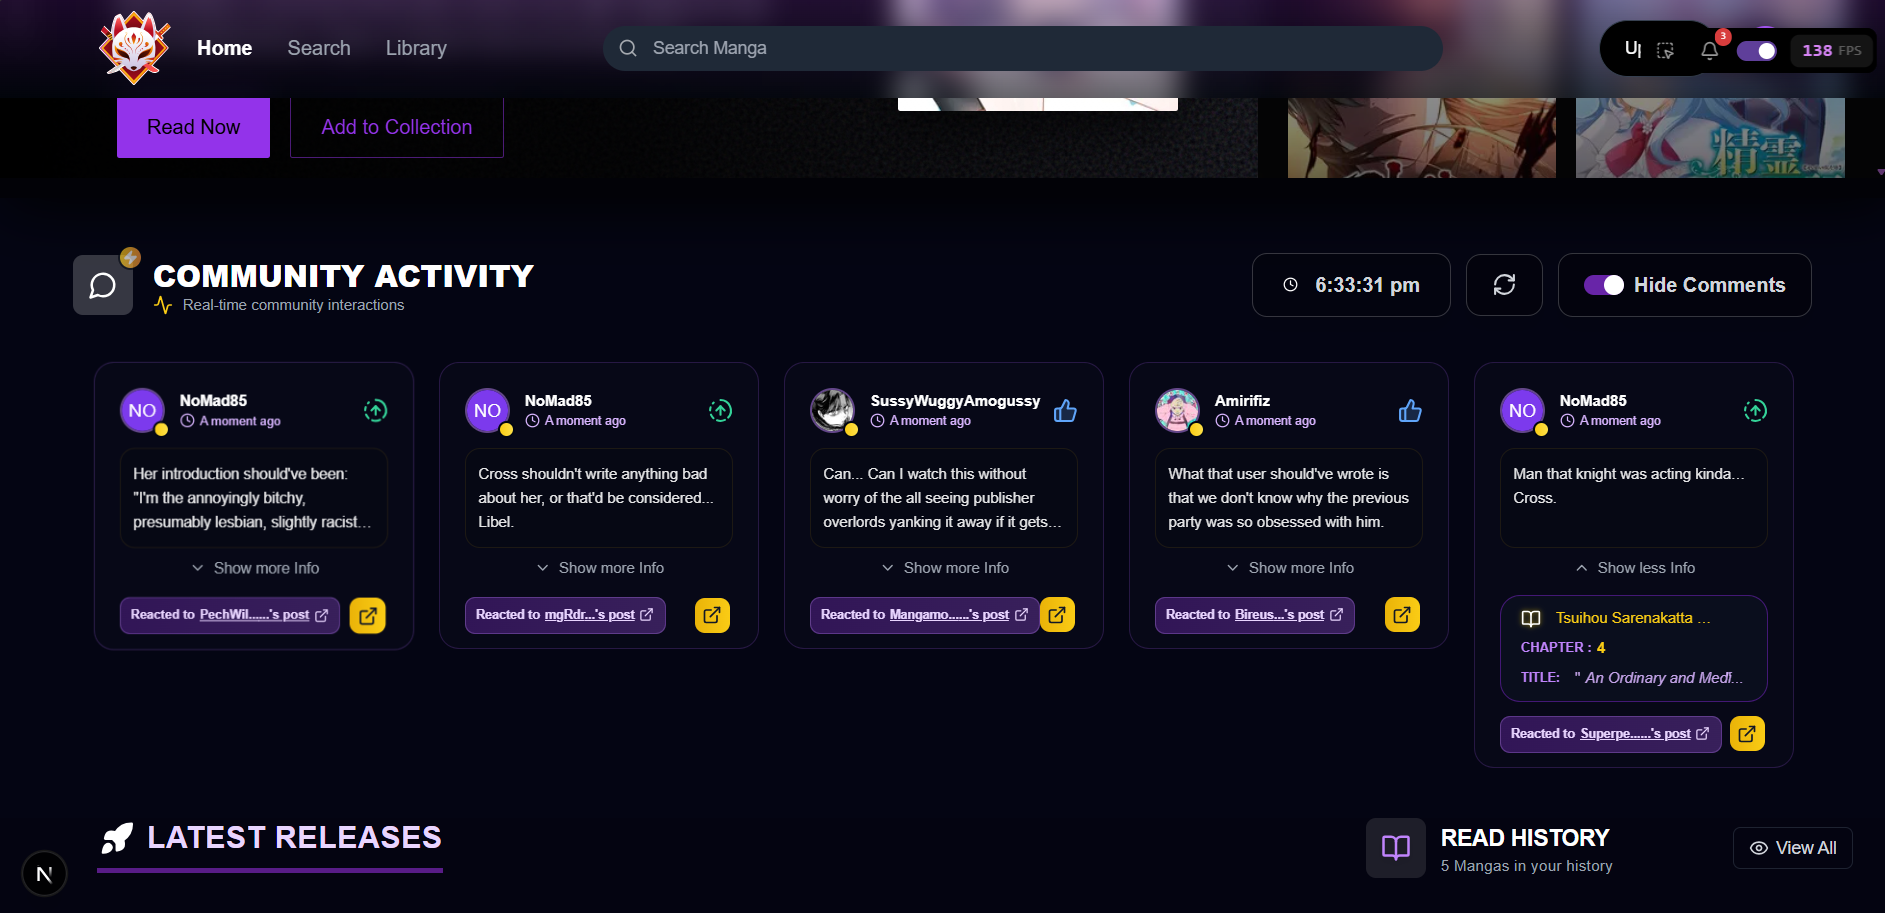 Home
Search
Library
Search Manga
3
138 FPS
Read Now
Add to Collection
精霊
COMMUNITY ACTIVITY
Real-time community interactions
6:33:31 pm
Hide Comments
NO
NoMad85
A moment ago
Her introduction should've been:
"I'm the annoyingly bitchy,
presumably lesbian, slightly racist...
Show more Info
Reacted to PechWil......'s post
NO
NoMad85
A moment ago
Cross shouldn't write anything bad
about her, or that'd be considered...
Libel.
Show more Info
Reacted to mgRdr...'s post
SussyWuggyAmogussy
A moment ago
Can... Can I watch this without
worry of the all seeing publisher
overlords yanking it away if it gets...
Show more Info
Reacted to Mangamo......'s post
Amirifiz
A moment ago
What that user should've wrote is
that we don't know why the previous
party was so obsessed with him.
Show more Info
Reacted to Bireus...'s post
NO
NoMad85
A moment ago
Man that knight was acting kinda...
Cross.
Show less Info
Tsuihou Sarenakatta ...
CHAPTER : 4
TITLE: " An Ordinary and Medi...
Reacted to Superpe......'s post
LATEST RELEASES
READ HISTORY
5 Mangas in your history
View All
N